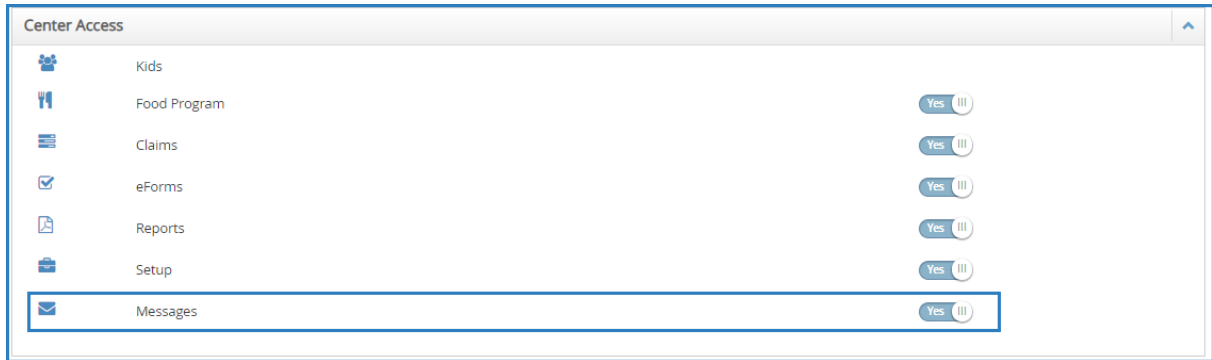 Center Access
Kids
Food Program Yes
Claims Yes
eForms Yes
Reports Yes
Setup Yes
Messages Yes